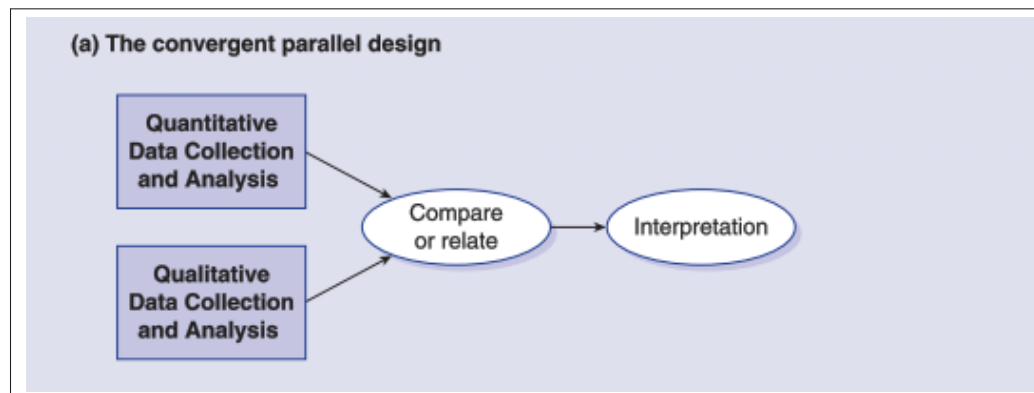 (a) The convergent parallel design
Quantitative
Data Collection
and Analysis
Qualitative
Data Collection
and Analysis
Compare
or relate
Interpretation